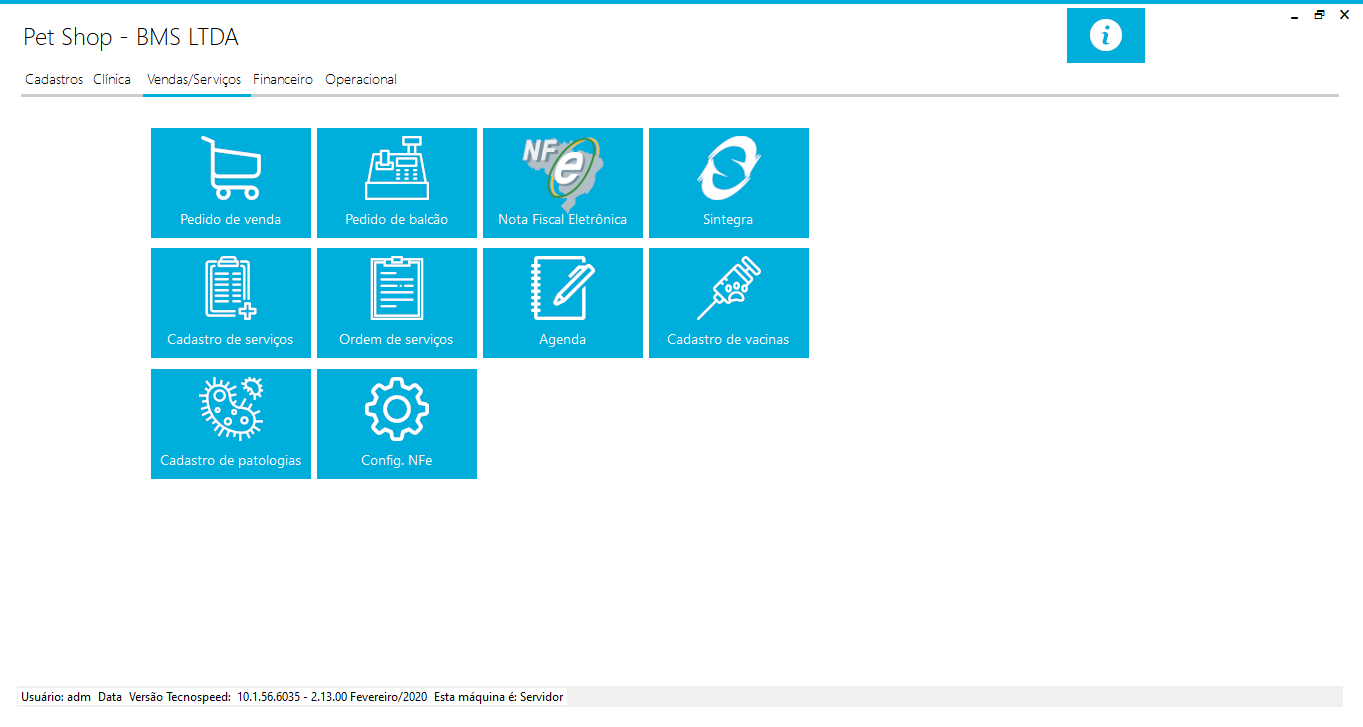 Pet Shop - BMS LTDA
i
Cadastros Clínica Vendas/Serviços Financeiro Operacional
NF e
Pedido de venda Pedido de balcão Nota Fiscal Eletrônica Sintegra
Cadastro de serviços Ordem de serviços Agenda Cadastro de vacinas
Cadastro de patologias Config. NFe
Usuário: adm Data Versão Tecnospeed: 10.1.56.6035 - 2.13.00 Fevereiro/2020 Esta máquina é: Servidor